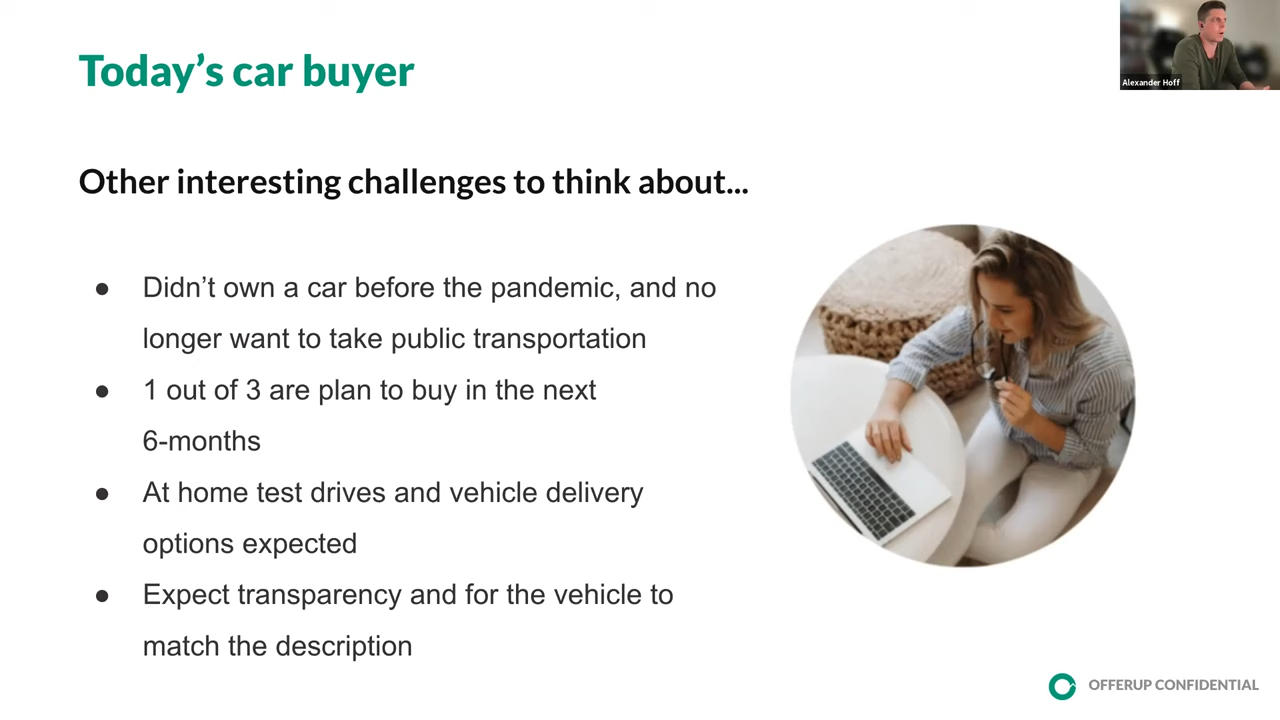 Today’s car buyer
Alexander Hoff
Other interesting challenges to think about...
● Didn’t own a car before the pandemic, and no
longer want to take public transportation
● 1 out of 3 are plan to buy in the next
6-months
● At home test drives and vehicle delivery
options expected
● Expect transparency and for the vehicle to
match the description
OFFERUP CONFIDENTIAL